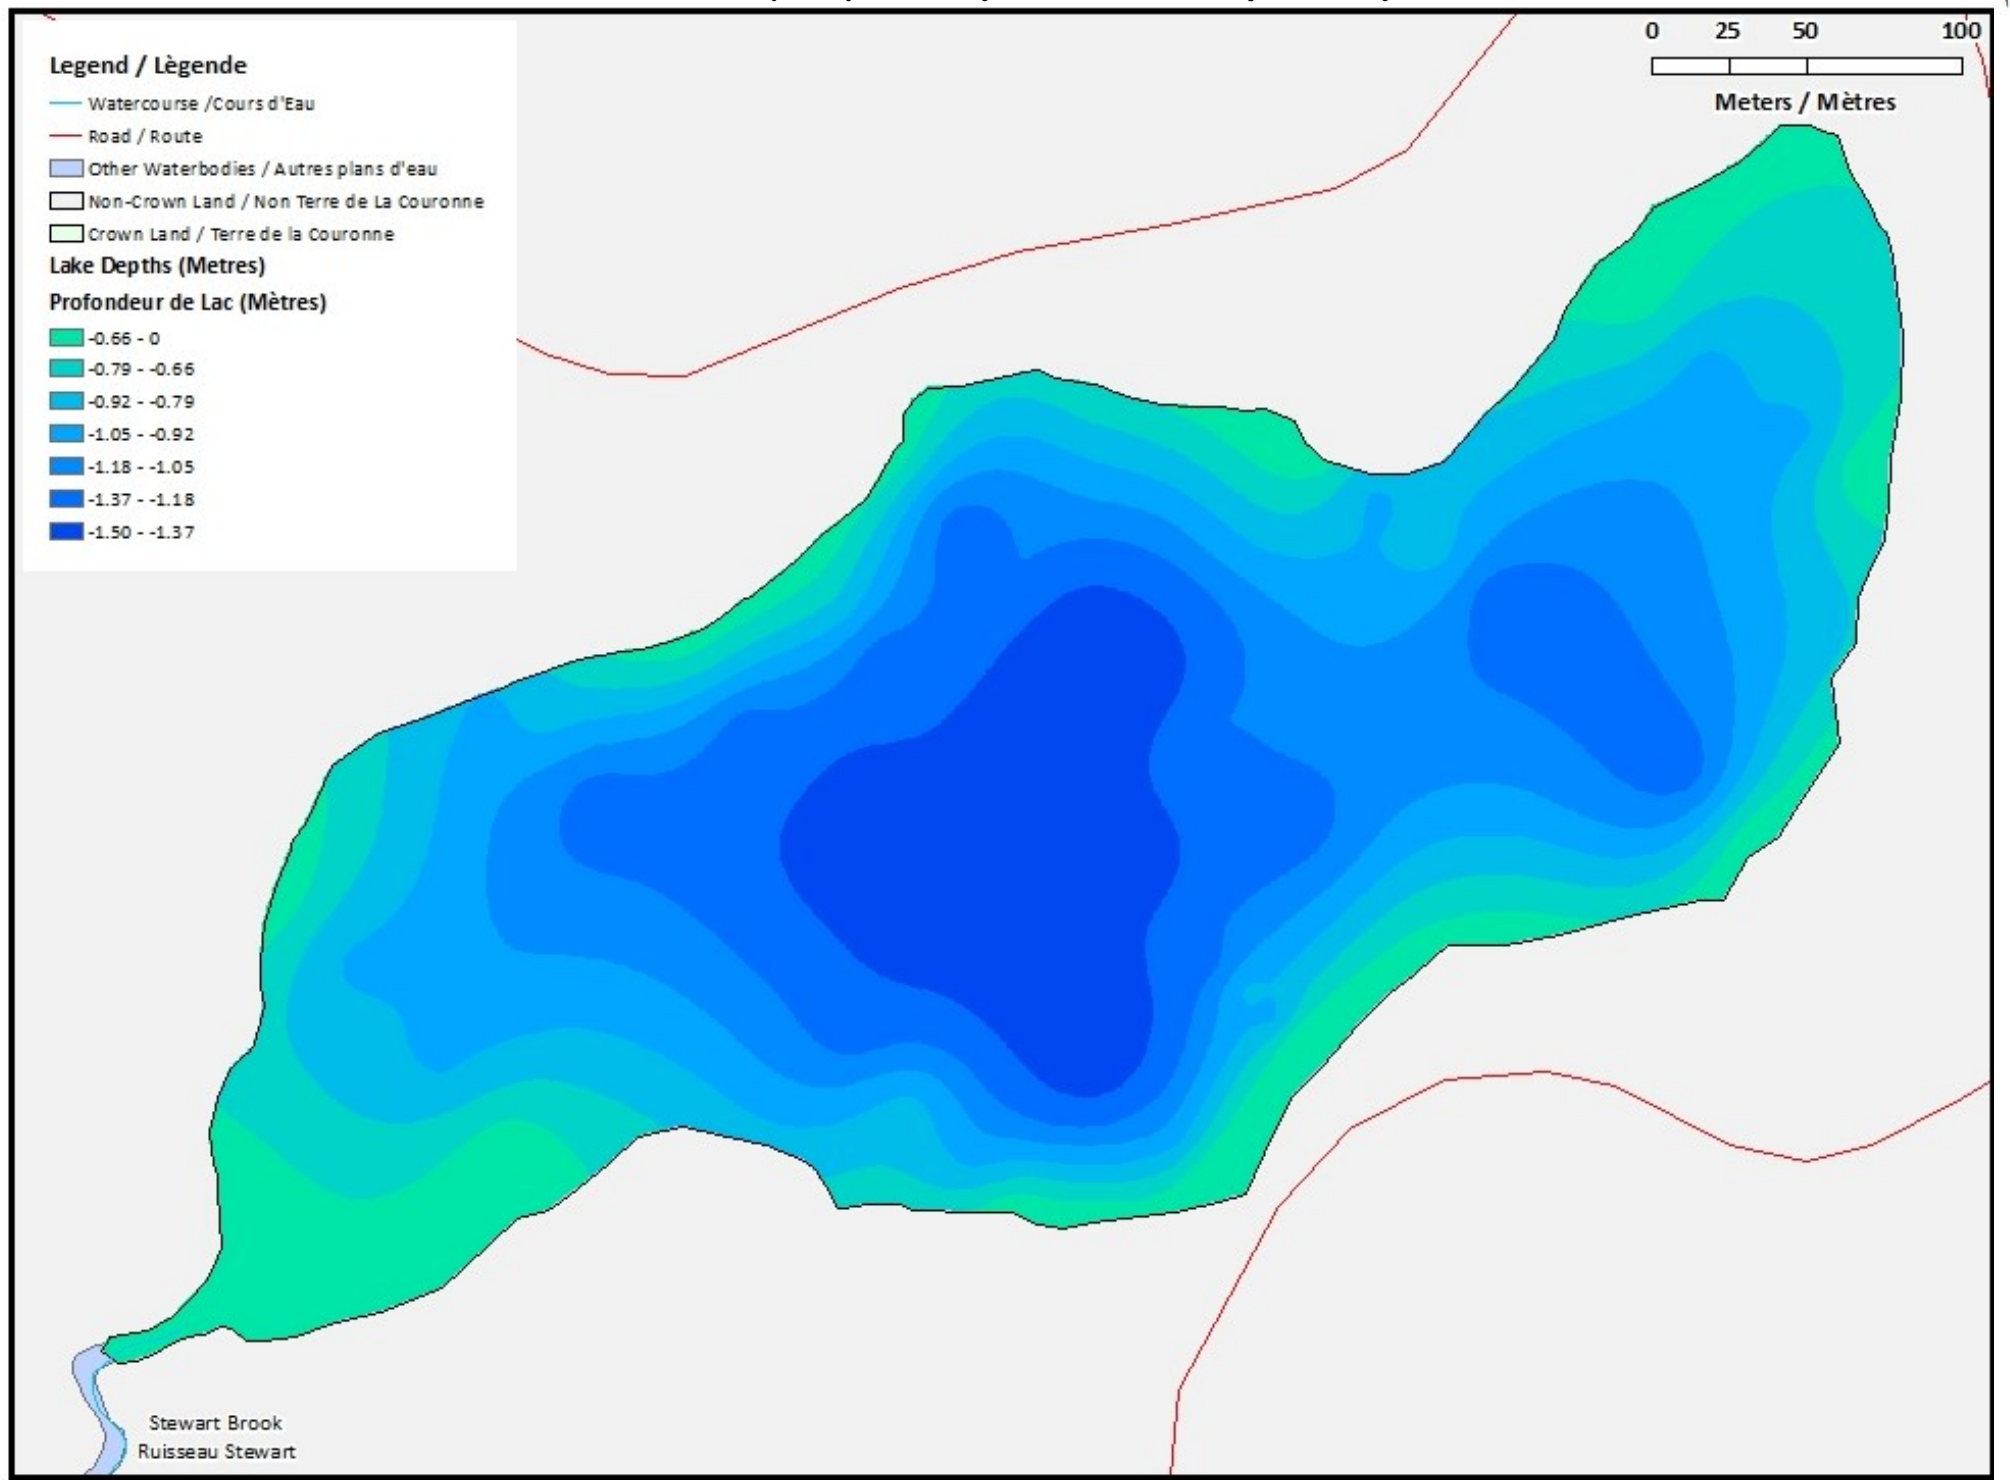 Legend / Lègende
Watercourse /Cours d'Eau
Road / Route
Other Waterbodies / Autres plans d'eau
Non-Crown Land / Non Terre de La Couronne
Crown Land / Terre de la Couronne
Lake Depths (Metres)
Profondeur de Lac (Mètres)
-0.66 - 0
-0.79 - -0.66
-0.92 - -0.79
-1.05 - -0.92
-1.18 - -1.05
-1.37 - -1.18
-1.50 - -1.37
0 25 50 100
Meters / Mètres
Stewart Brook
Ruisseau Stewart